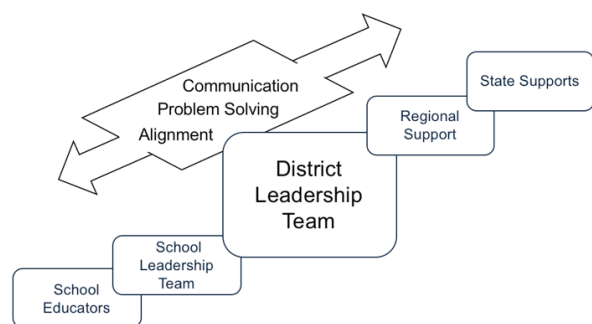 Communication
Problem Solving
Alignment
State Supports
Regional
Support
District
Leadership
Team
School
Leadership
Team
School
Educators